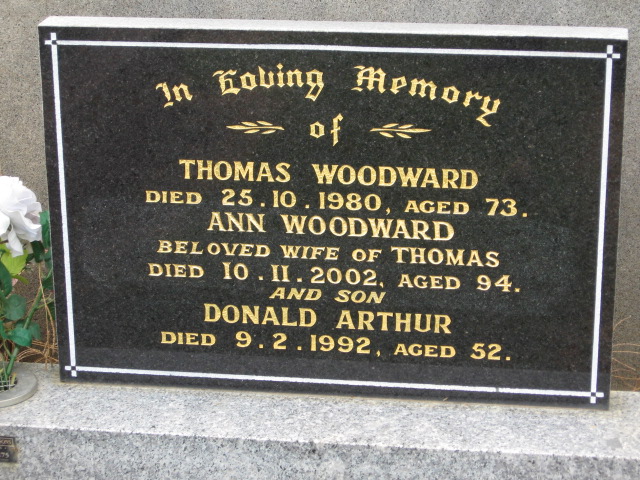 In Loving Memory
of
THOMAS WOODWARD
DIED 25.10.1980, AGED 73.
ANN WOODWARD
BELOVED WIFE OF THOMAS
DIED 10.11.2002, AGED 94.
AND SON
DONALD ARTHUR
DIED 9.2.1992, AGED 52.